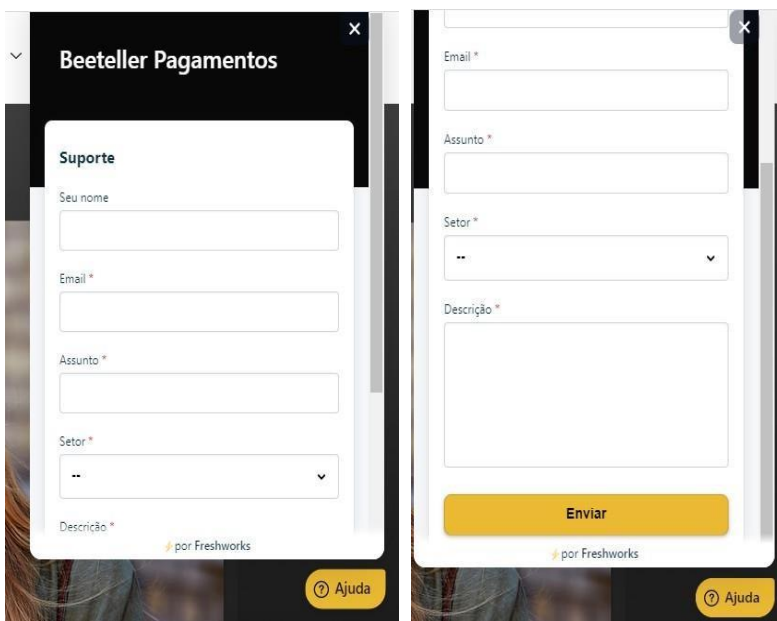 Beeteller Pagamentos
Suporte
Seu nome
Email *
Assunto *
Setor *
--
Descrição *
por Freshworks
Ajuda
Email *
Assunto *
Setor *
--
Descrição *
Enviar
por Freshworks
Ajuda